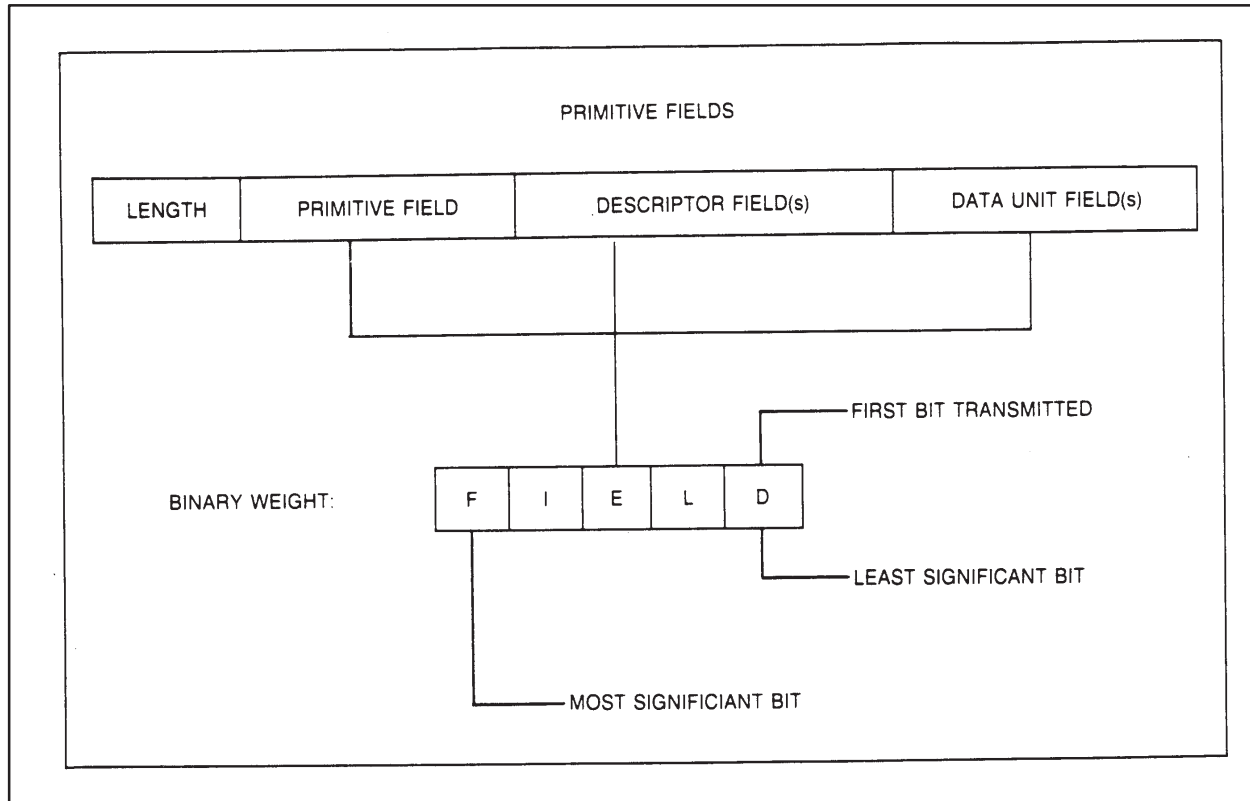 PRIMITIVE FIELDS
LENGTH PRIMITIVE FIELD DESCRIPTOR FIELD(s) DATA UNIT FIELD(s)
FIRST BIT TRANSMITTED
BINARY WEIGHT: F I E L D
LEAST SIGNIFICANT BIT
MOST SIGNIFICIANT BIT